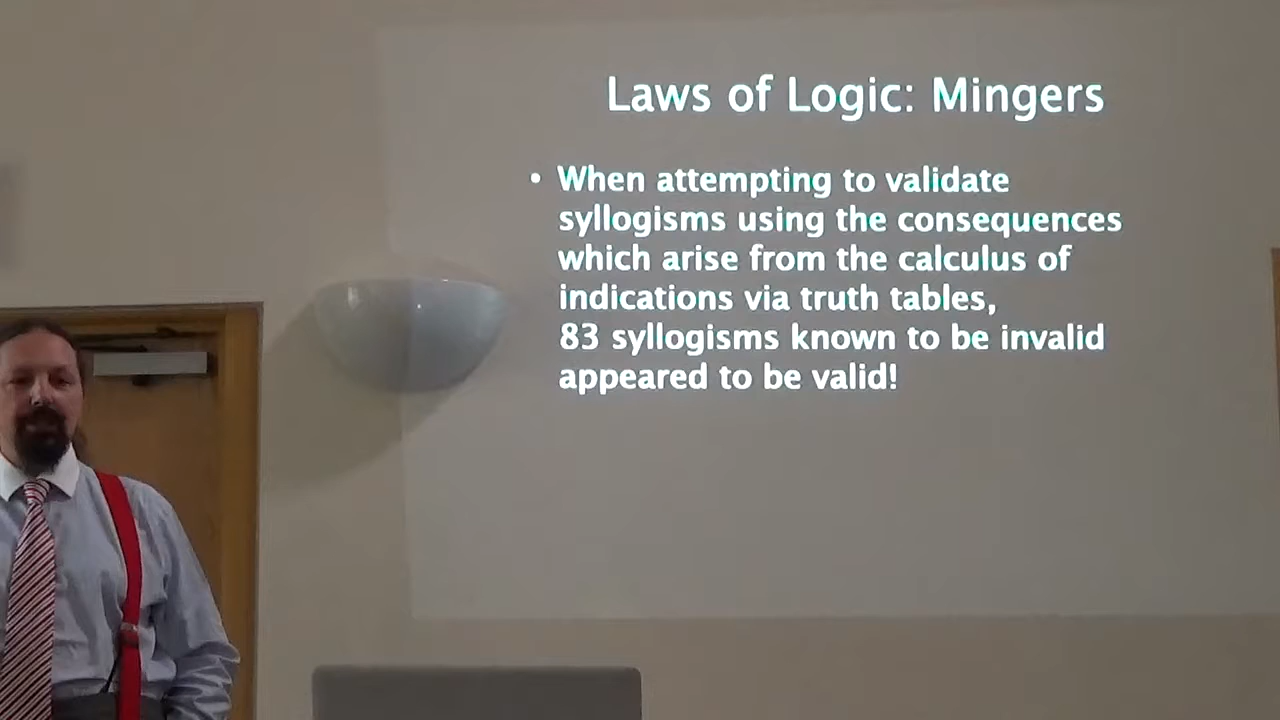 Laws of Logic: Mingers
• When attempting to validate
syllogisms using the consequences
which arise from the calculus of
indications via truth tables,
83 syllogisms known to be invalid
appeared to be valid!